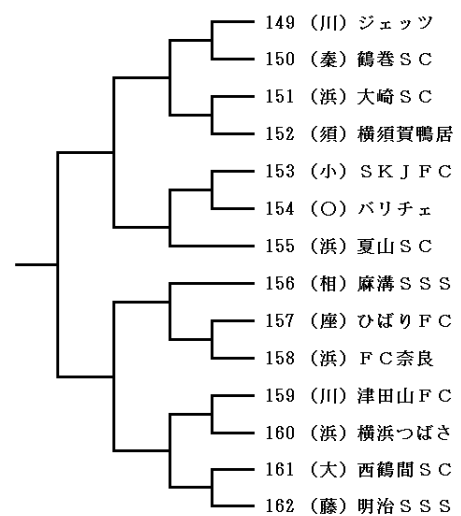 149 （川）ジェッツ
150 （秦）鶴巻ＳＣ
151 （浜）大崎ＳＣ
152 （須）横須賀鴨居
153 （小）ＳＫＪＦＣ
154 （〇）バリチェ
155 （浜）夏山ＳＣ
156 （相）麻溝ＳＳＳ
157 （座）ひばりＦＣ
158 （浜）ＦＣ奈良
159 （川）津田山ＦＣ
160 （浜）横浜つばさ
161 （大）西鶴間ＳＣ
162 （藤）明治ＳＳＳ